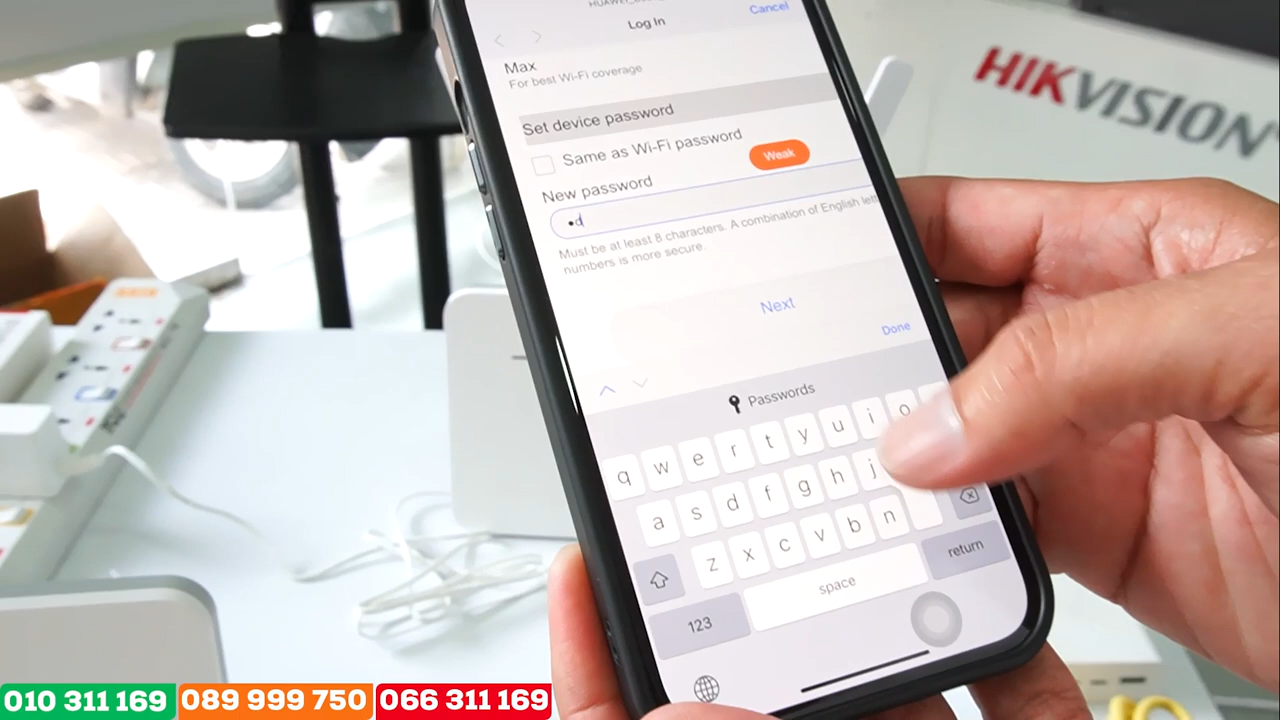 Cancel
Log In
Max
For best Wi-Fi coverage
HIKVISION
Set device password
Same as Wi-Fi password
Weak
New password
•d
Must be at least 8 characters. A combination of English
numbers is more secure.
Next
Done
Passwords
q w e r t y u i o
a s d f g h j
z x c v b n
123 space return
010 311 169 089 999 750 066 311 169